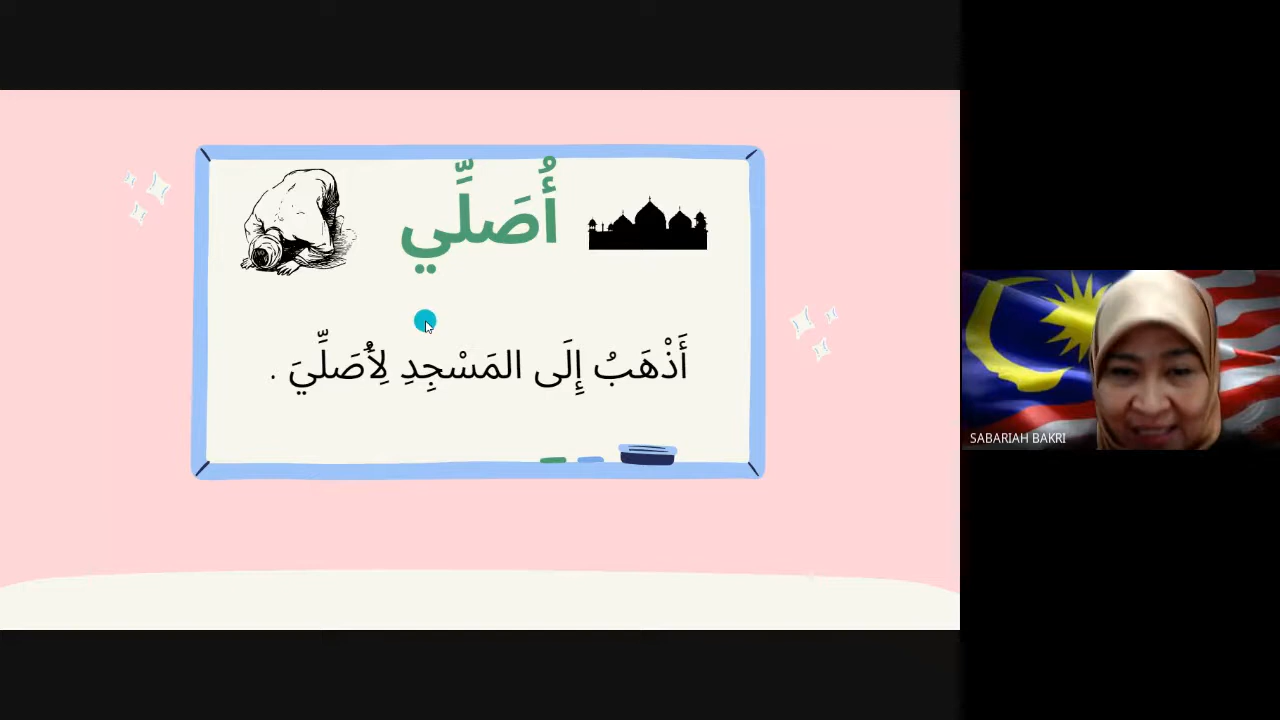 أُصَلِّي
أَذْهَبُ إِلَى المَسْجِدِ لِأُصَلِّيَ .
SABARIAH BAKRI